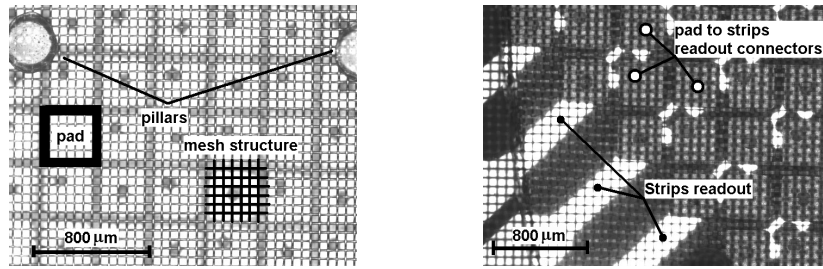 pillars
pad
mesh structure
800 µm
pad to strips
readout connectors
Strips readout
800 µm